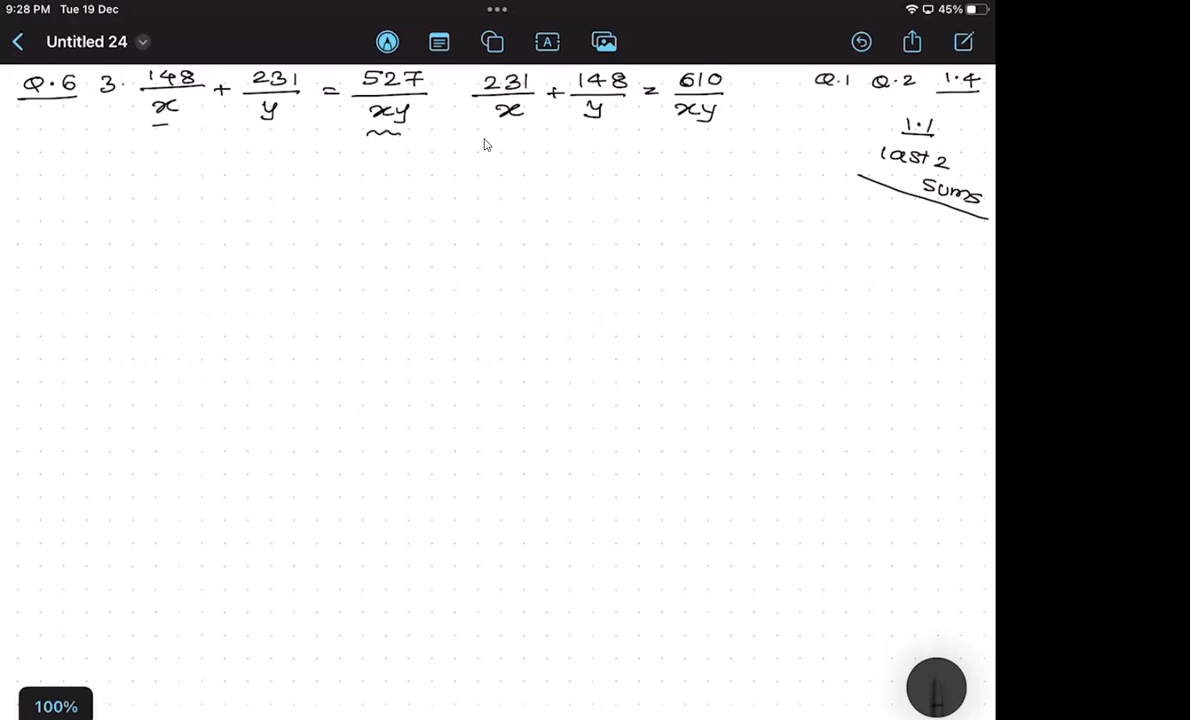 9:28 PM Tue 19 Dec
45%
Untitled 24
Q.6 3. 148/x + 231/y = 527/xy 231/x + 148/y = 610/xy
Q.1 Q.2 1.4
1.1
last 2
sums
100%